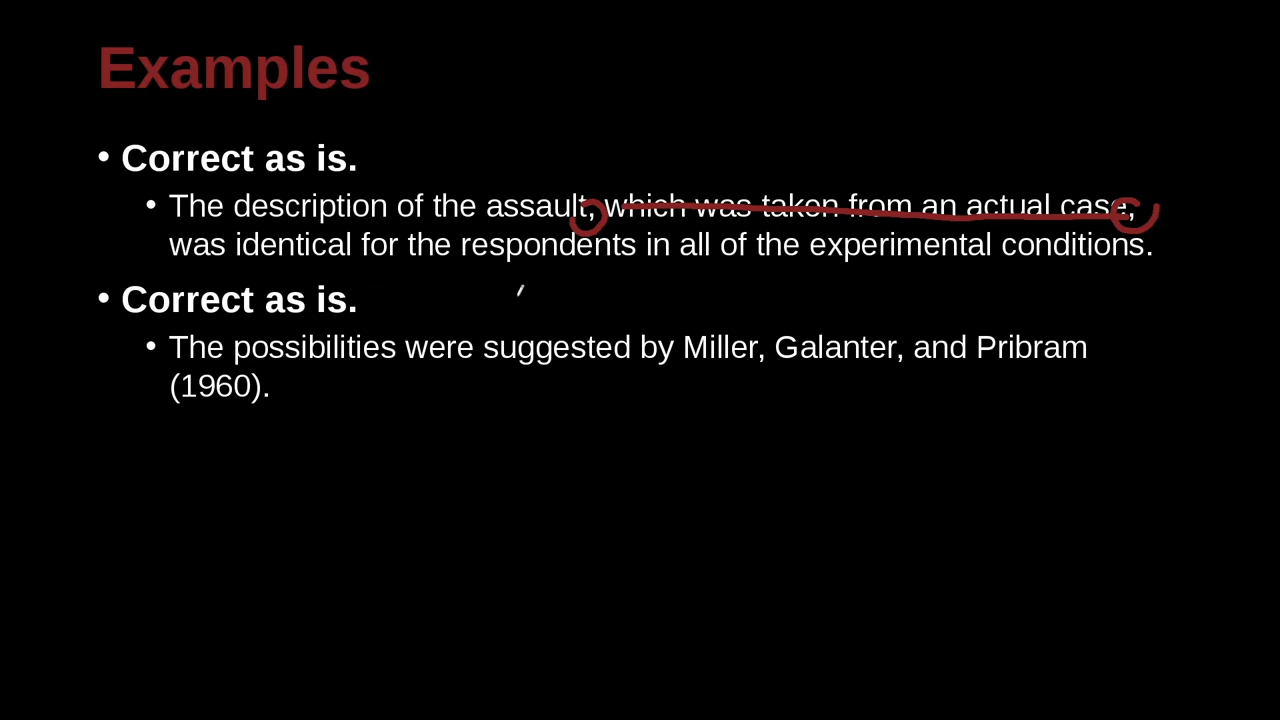 Examples
• Correct as is.
• The description of the assault, which was taken from an actual case,
was identical for the respondents in all of the experimental conditions.
• Correct as is.
• The possibilities were suggested by Miller, Galanter, and Pribram
(1960).